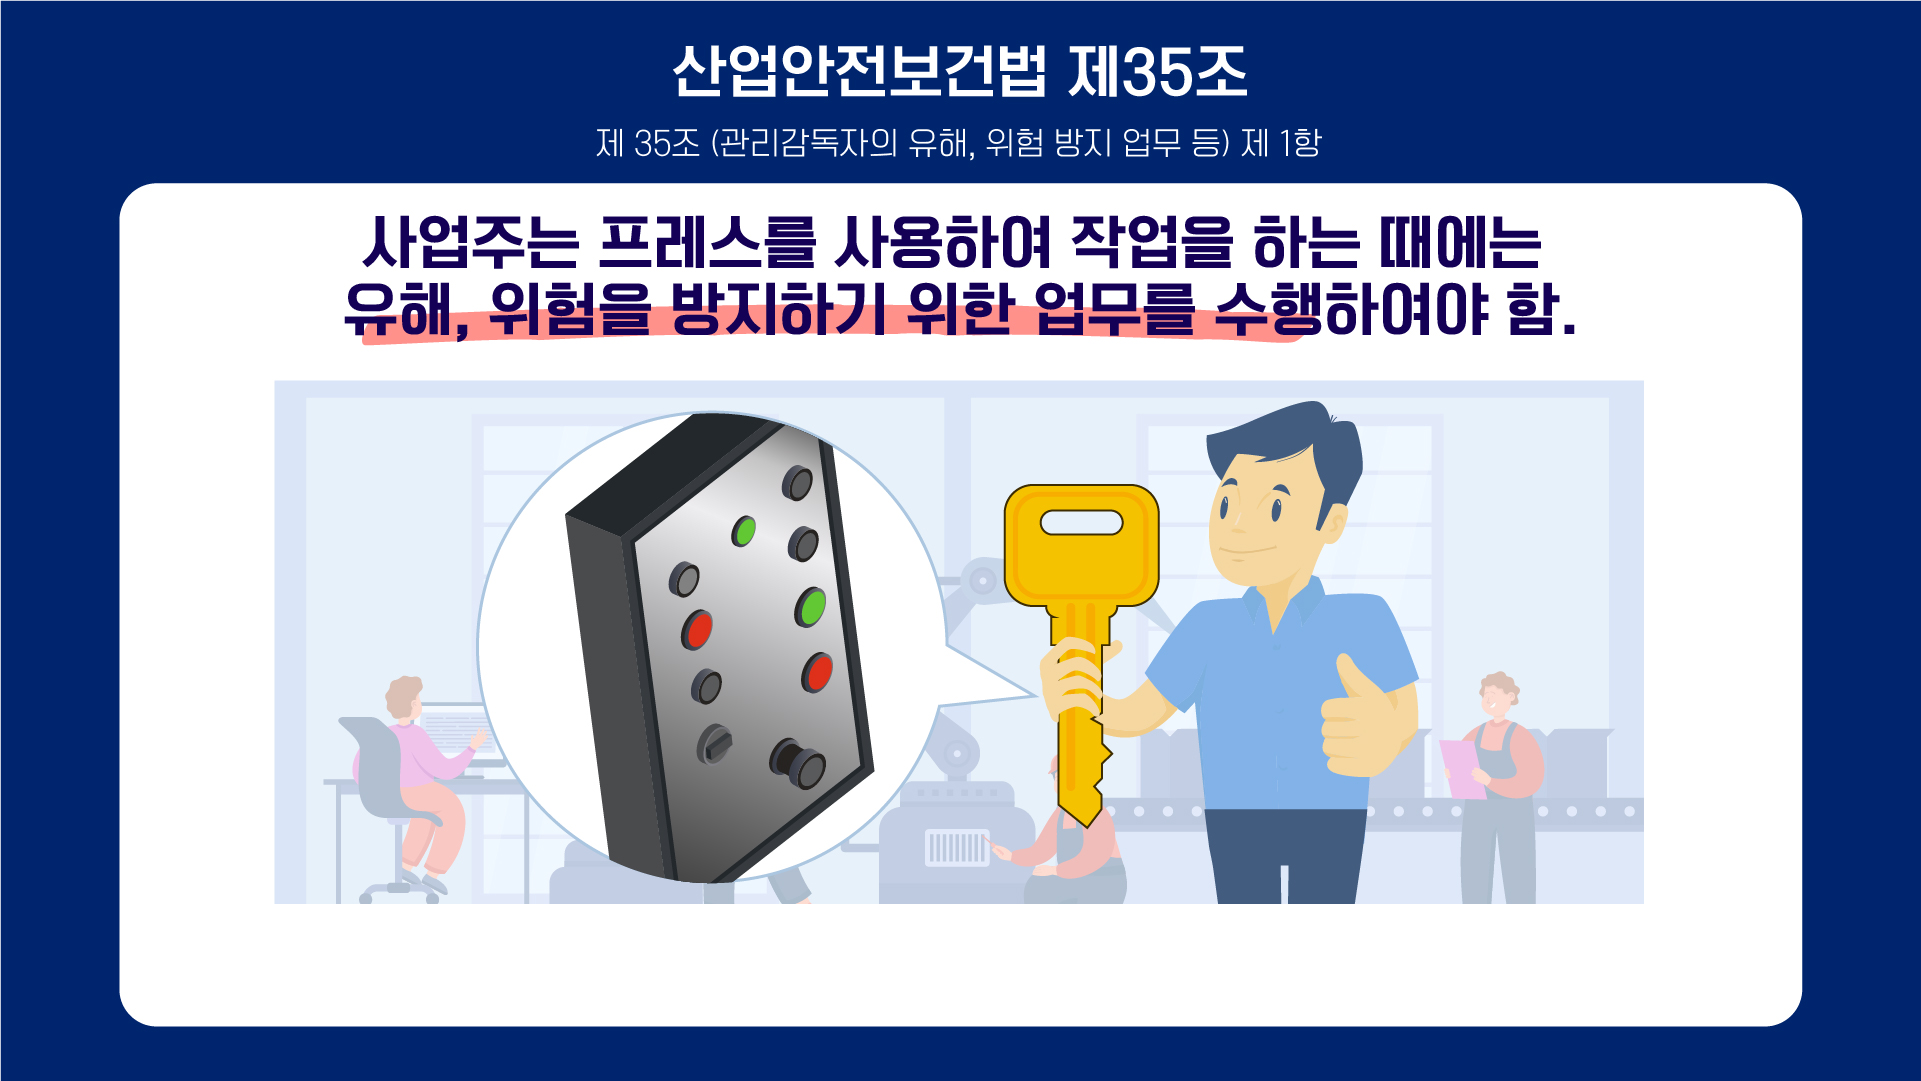 산업안전보건법 제35조
제 35조 (관리감독자의 유해, 위험 방지 업무 등) 제 1항
사업주는 프레스를 사용하여 작업을 하는 때에는
유해, 위험을 방지하기 위한 업무를 수행하여야 함.